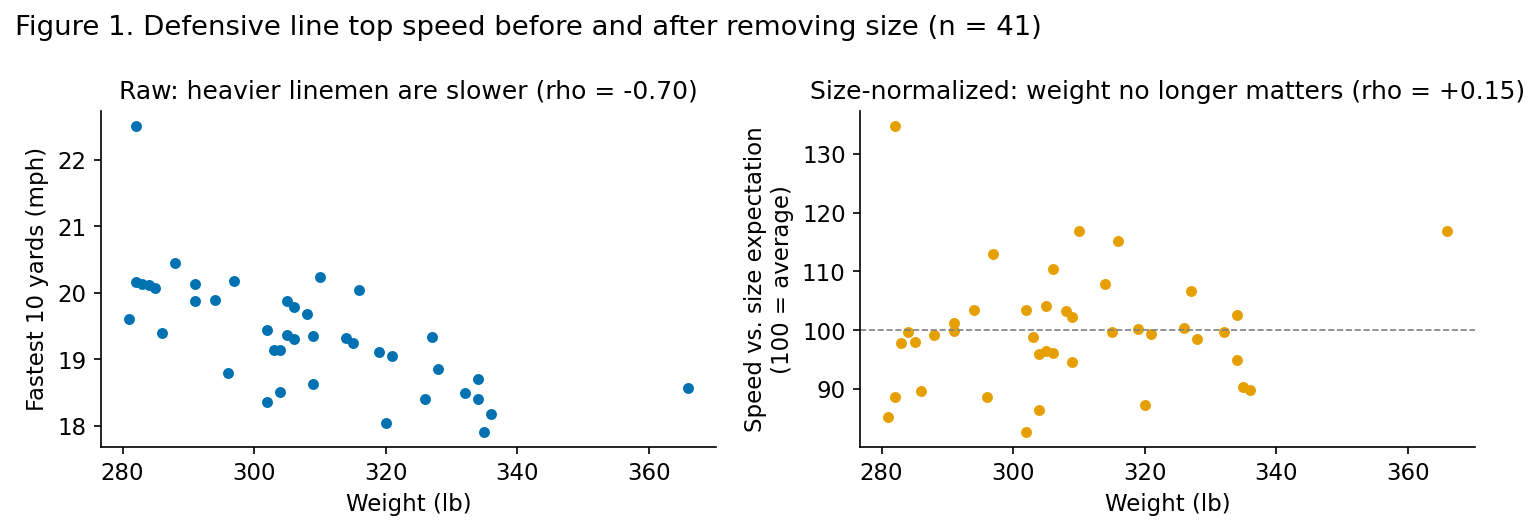 Figure 1. Defensive line top speed before and after removing size (n = 41)
Raw: heavier linemen are slower (rho = -0.70)
Fastest 10 yards (mph)
22
21
20
19
18
280
300
320
340
360
Weight (lb)
Size-normalized: weight no longer matters (rho = +0.15)
Speed vs. size expectation
(100 = average)
130
120
110
100
90
280
300
320
340
360
Weight (lb)